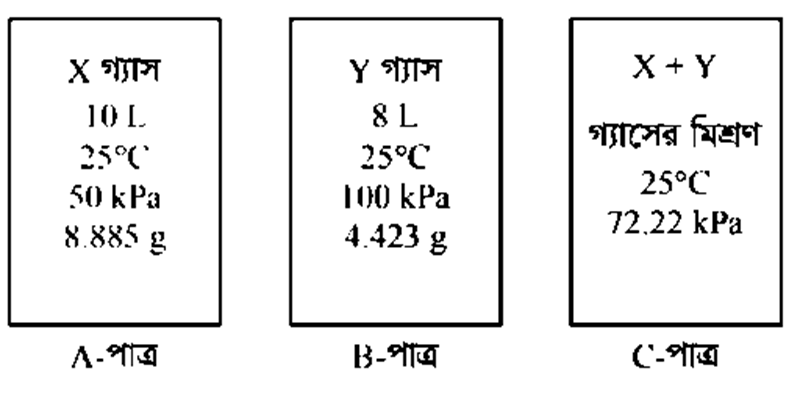 X গ্যাস
10 L
25°C
50 kPa
8.885 g
A-পাত্র
Y গ্যাস
8 L
25°C
100 kPa
4.423 g
B-পাত্র
X + Y
গ্যাসের মিশ্রণ
25°C
72.22 kPa
C-পাত্র